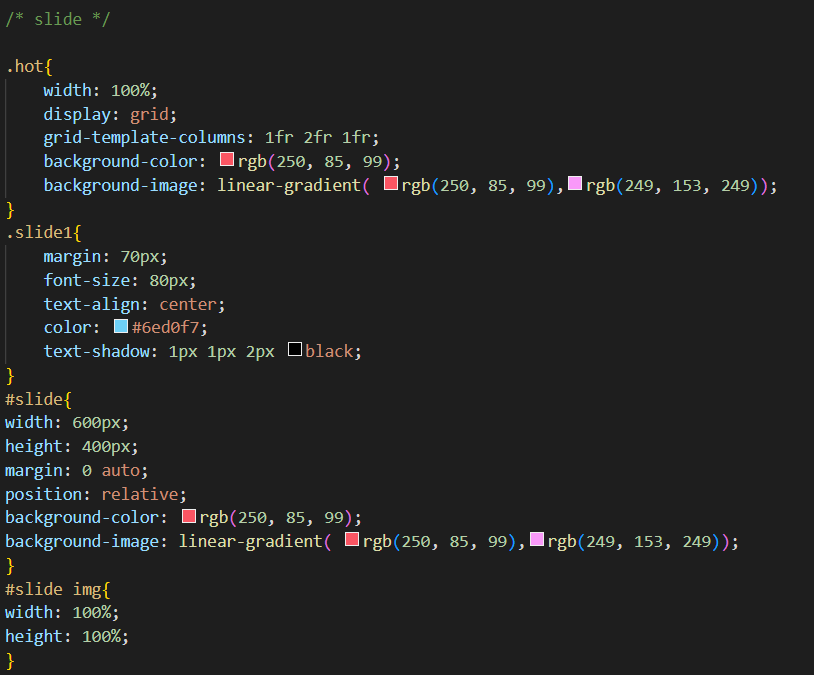 /* slide */
.hot{
    width: 100%;
    display: grid;
    grid-template-columns: 1fr 2fr 1fr;
    background-color: rgb(250, 85, 99);
    background-image: linear-gradient( rgb(250, 85, 99),rgb(249, 153, 249));
}
.slide1{
    margin: 70px;
    font-size: 80px;
    text-align: center;
    color: #6ed0f7;
    text-shadow: 1px 1px 2px black;
}
#slide{
width: 600px;
height: 400px;
margin: 0 auto;
position: relative;
background-color: rgb(250, 85, 99);
background-image: linear-gradient( rgb(250, 85, 99),rgb(249, 153, 249));
}
#slide img{
width: 100%;
height: 100%;
}